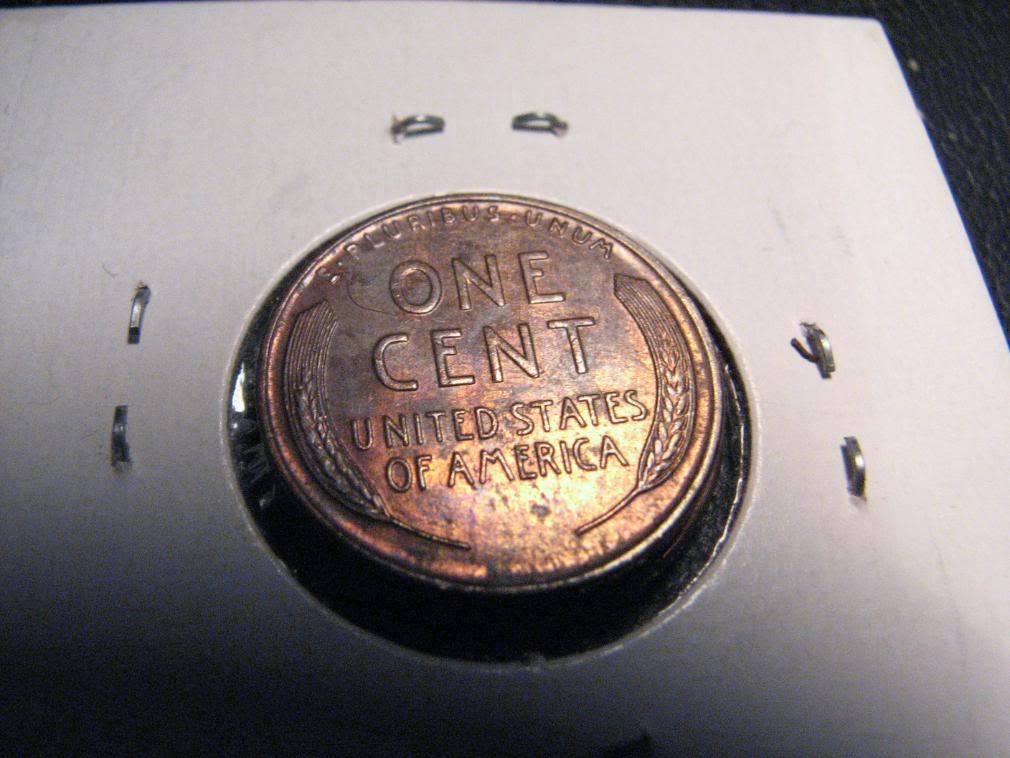 E·PLURIBUS·UNUM
ONE
CENT
UNITED STATES
OF AMERICA